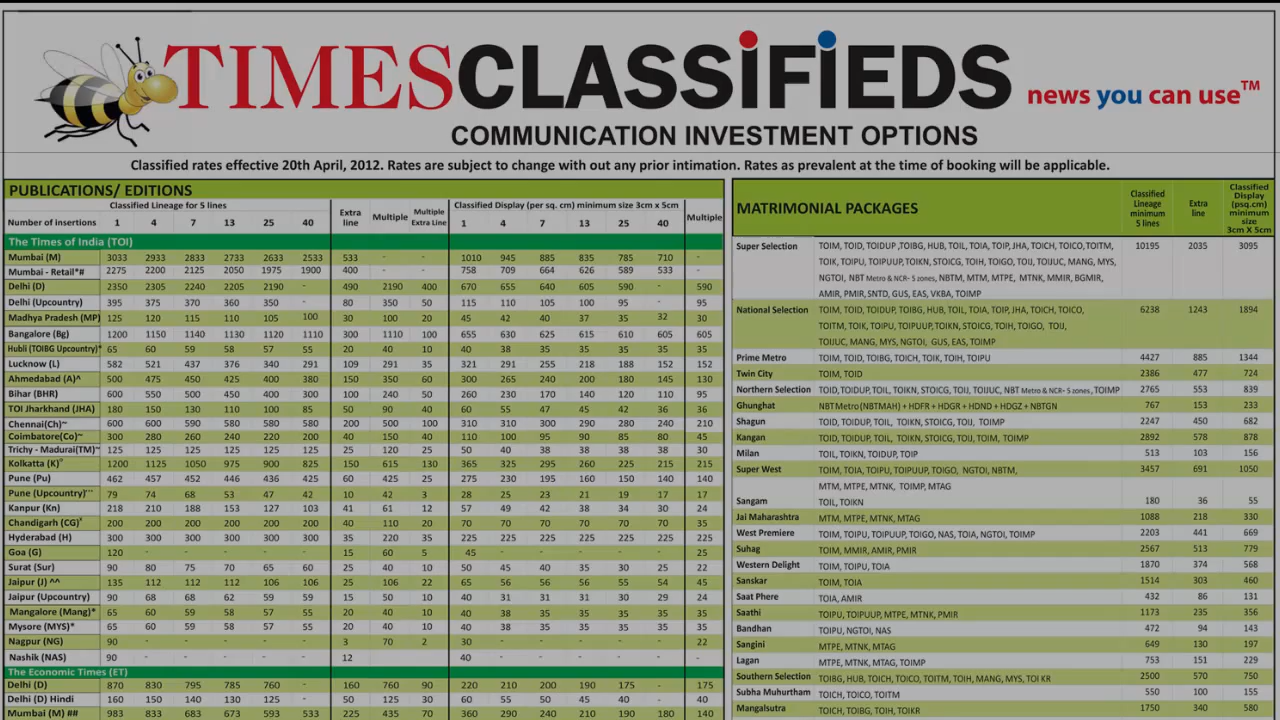 TIMESCLASSIFIEDS news you can use™
COMMUNICATION INVESTMENT OPTIONS
Classified rates effective 20th April, 2012. Rates are subject to change with out any prior intimation. Rates as prevalent at the time of booking will be applicable.
PUBLICATIONS/ EDITIONS
Classified Lineage for 5 lines
Extra line Multiple Multiple Extra Line
Classified Display (per sq. cm) minimum size 3cm x 5cm
Multiple
Number of insertions 1 4 7 13 25 40 1 4 7 13 25 40
The Times of India (TOI)
Mumbai (M) 3033 2933 2833 2733 2633 2533 533 - - 1010 945 885 835 785 710 -
Mumbai - Retail*# 2275 2200 2125 2050 1975 1900 400 - - 758 709 664 626 589 533 -
Delhi (D) 2350 2305 2240 2205 2190 - 490 2190 400 670 655 640 605 590 - 590
Delhi (Upcountry) 395 375 370 360 350 - 80 350 50 115 110 105 100 95 - 95
Madhya Pradesh (MP) 125 120 115 110 105 100 30 100 20 45 42 40 37 35 32 30
Bangalore (Bg) 1200 1150 1140 1130 1120 1110 300 1110 100 655 630 625 615 610 605 605
Hubli (TOIBG Upcountry)* 65 60 59 58 57 55 20 40 10 40 38 35 35 35 35 35
Lucknow (L) 582 521 437 376 340 291 109 291 35 321 291 255 218 188 152 152
Ahmedabad (A)^ 500 475 450 425 400 380 150 350 60 300 265 240 200 180 145 130
Bihar (BHR) 600 550 500 450 400 300 100 240 50 260 230 170 140 120 110 95
TOI Jharkhand (JHA) 180 150 130 110 100 85 50 90 40 60 55 47 45 42 36 36
Chennai(Ch)~ 600 600 590 580 580 580 200 500 100 310 310 300 290 280 240 210
Coimbatore(Co)~ 300 280 260 240 220 200 40 150 40 110 100 95 90 85 80 45
Trichy - Madurai(TM)~ 125 125 125 125 125 125 25 120 25 50 40 38 38 38 38 30
Kolkatta (K) 1200 1125 1050 975 900 825 150 615 130 365 325 295 260 225 215 215
Pune (Pu) 462 457 452 446 436 425 60 425 25 275 230 195 160 150 140 140
Pune (Upcountry) 79 74 68 53 47 42 10 42 3 28 25 23 21 19 17 17
Kanpur (Kn) 218 210 188 153 127 103 41 61 12 57 49 42 38 34 30 24
Chandigarh (CG) 200 200 200 200 200 200 40 110 20 70 70 70 70 70 70 35
Hyderabad (H) 300 300 300 300 300 300 35 220 35 225 225 225 225 225 225 225
Goa (G) 120 - - - - - 15 60 5 45 - - - - - 25
Surat (Sur) 90 80 75 70 65 60 25 40 10 50 45 40 35 30 25 22
Jaipur (J) ^^ 135 112 112 112 106 106 25 106 22 65 56 56 56 55 54 45
Jaipur (Upcountry) 90 68 68 62 59 59 15 50 10 40 31 31 31 30 29 24
Mangalore (Mang)* 65 60 59 58 57 55 20 40 10 40 38 35 35 35 35 35
Mysore (MYS)* 65 60 59 58 57 55 20 40 10 40 38 35 35 35 35 35
Nagpur (NG) 90 - - - - - 3 70 2 30 - - - - - 22
Nashik (NAS) 90 - - - - - 12 40 - - - - - -
The Economic Times (ET)
Delhi (D) 870 830 795 785 760 - 160 760 90 220 210 200 190 175 - 175
Delhi (D) Hindi 160 150 140 130 125 - 50 125 30 60 55 50 45 40 - 40
Mumbai (M) ## 983 833 683 673 593 533 225 435 70 360 290 240 210 190 180 140
MATRIMONIAL PACKAGES
Classified Lineage minimum 5 lines
Extra line
Classified Display (psq.cm) minimum size 3cm X 5cm
Super Selection TOIM, TOID, TOIDUP ,TOIBG, HUB, TOIL, TOIA, TOIP, JHA, TOICH, TOICO,TOITM, 10195 2035 3095
TOIK, TOIPU, TOIPUUP, TOIKN, STOICG, TOIH, TOIGO, TOIJ, TOIJUC, MANG, MYS,
NGTOI, NBT Metro & NCR- 5 zones, NBTM, MTM, MTPE, MTNK, MMIR, BGMIR,
AMIR, PMIR, SNTD, GUS, EAS, VKBA, TOIMP
National Selection TOIM, TOID, TOIDUP, TOIBG, HUB, TOIL, TOIA, TOIP, JHA, TOICH, TOICO, 6238 1243 1894
TOITM, TOIK, TOIPU, TOIPUUP, TOIKN, STOICG, TOIH, TOIGO, TOIJ,
TOIJUC, MANG, MYS, NGTOI, GUS, EAS, TOIMP
Prime Metro TOIM, TOID, TOIBG, TOICH, TOIK, TOIH, TOIPU 4427 885 1344
Twin City TOIM, TOID 2386 477 724
Northern Selection TOID, TOIDUP, TOIL, TOIKN, STOICG, TOIJ, TOIJUC, NBT Metro & NCR- 5 zones, TOIMP 2765 553 839
Ghunghat NBT Metro (NBTMAH) + HDFR + HDGR + HDND + HDGZ + NBTGN 767 153 233
Shagun TOID, TOIDUP, TOIL, TOIKN, STOICG, TOIJ, TOIMP 2247 450 682
Kangan TOID, TOIDUP, TOIL, TOIKN, STOICG, TOIJ, TOIM, TOIMP 2892 578 878
Milan TOIL, TOIKN, TOIDUP, TOIP 513 103 156
Super West TOIM, TOIA, TOIPU, TOIPUUP, TOIGO, NGTOI, NBTM, 3457 691 1050
MTM, MTPE, MTNK, TOIMP, MTAG
Sangam TOIL, TOIKN 180 36 55
Jai Maharashtra MTM, MTPE, MTNK, MTAG 1088 218 330
West Premiere TOIM, TOIPU, TOIPUUP, TOIGO, NAS, TOIA, NGTOI, TOIMP 2203 441 669
Suhag TOIM, MMIR, AMIR, PMIR 2567 513 779
Western Delight TOIM, TOIPU, TOIA 1870 374 568
Sanskar TOIM, TOIA 1514 303 460
Saat Phere TOIA, AMIR 432 86 131
Saathi TOIPU, TOIPUUP, MTPE, MTNK, PMIR 1173 235 356
Bandhan TOIPU, NGTOI, NAS 472 94 143
Sangini MTPE, MTNK, MTAG 649 130 197
Lagan MTPE, MTNK, MTAG, TOIMP 753 151 229
Southern Selection TOIBG, HUB, TOICH, TOICO, TOITM, TOIH, MANG, MYS, TOI KR 2500 570 750
Subha Muhurtham TOICH, TOICO, TOITM 550 100 155
Mangalsutra TOICH, TOIBG, TOIH, TOIKR 1750 340 580